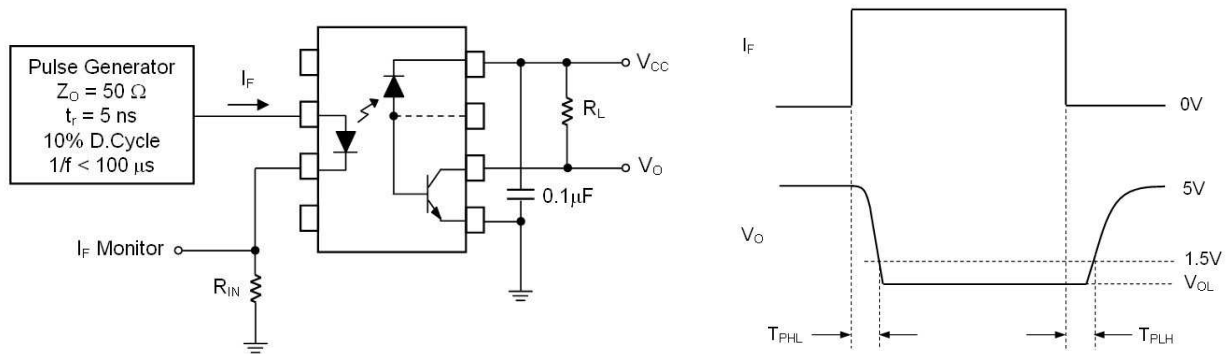 Pulse Generator
Z_O = 50 Ω
t_r = 5 ns
10% D.Cycle
1/f < 100 μs
I_F
V_CC
R_L
V_O
0.1μF
I_F Monitor
R_IN
I_F
0V
5V
V_O
1.5V
V_OL
T_PHL
T_PLH